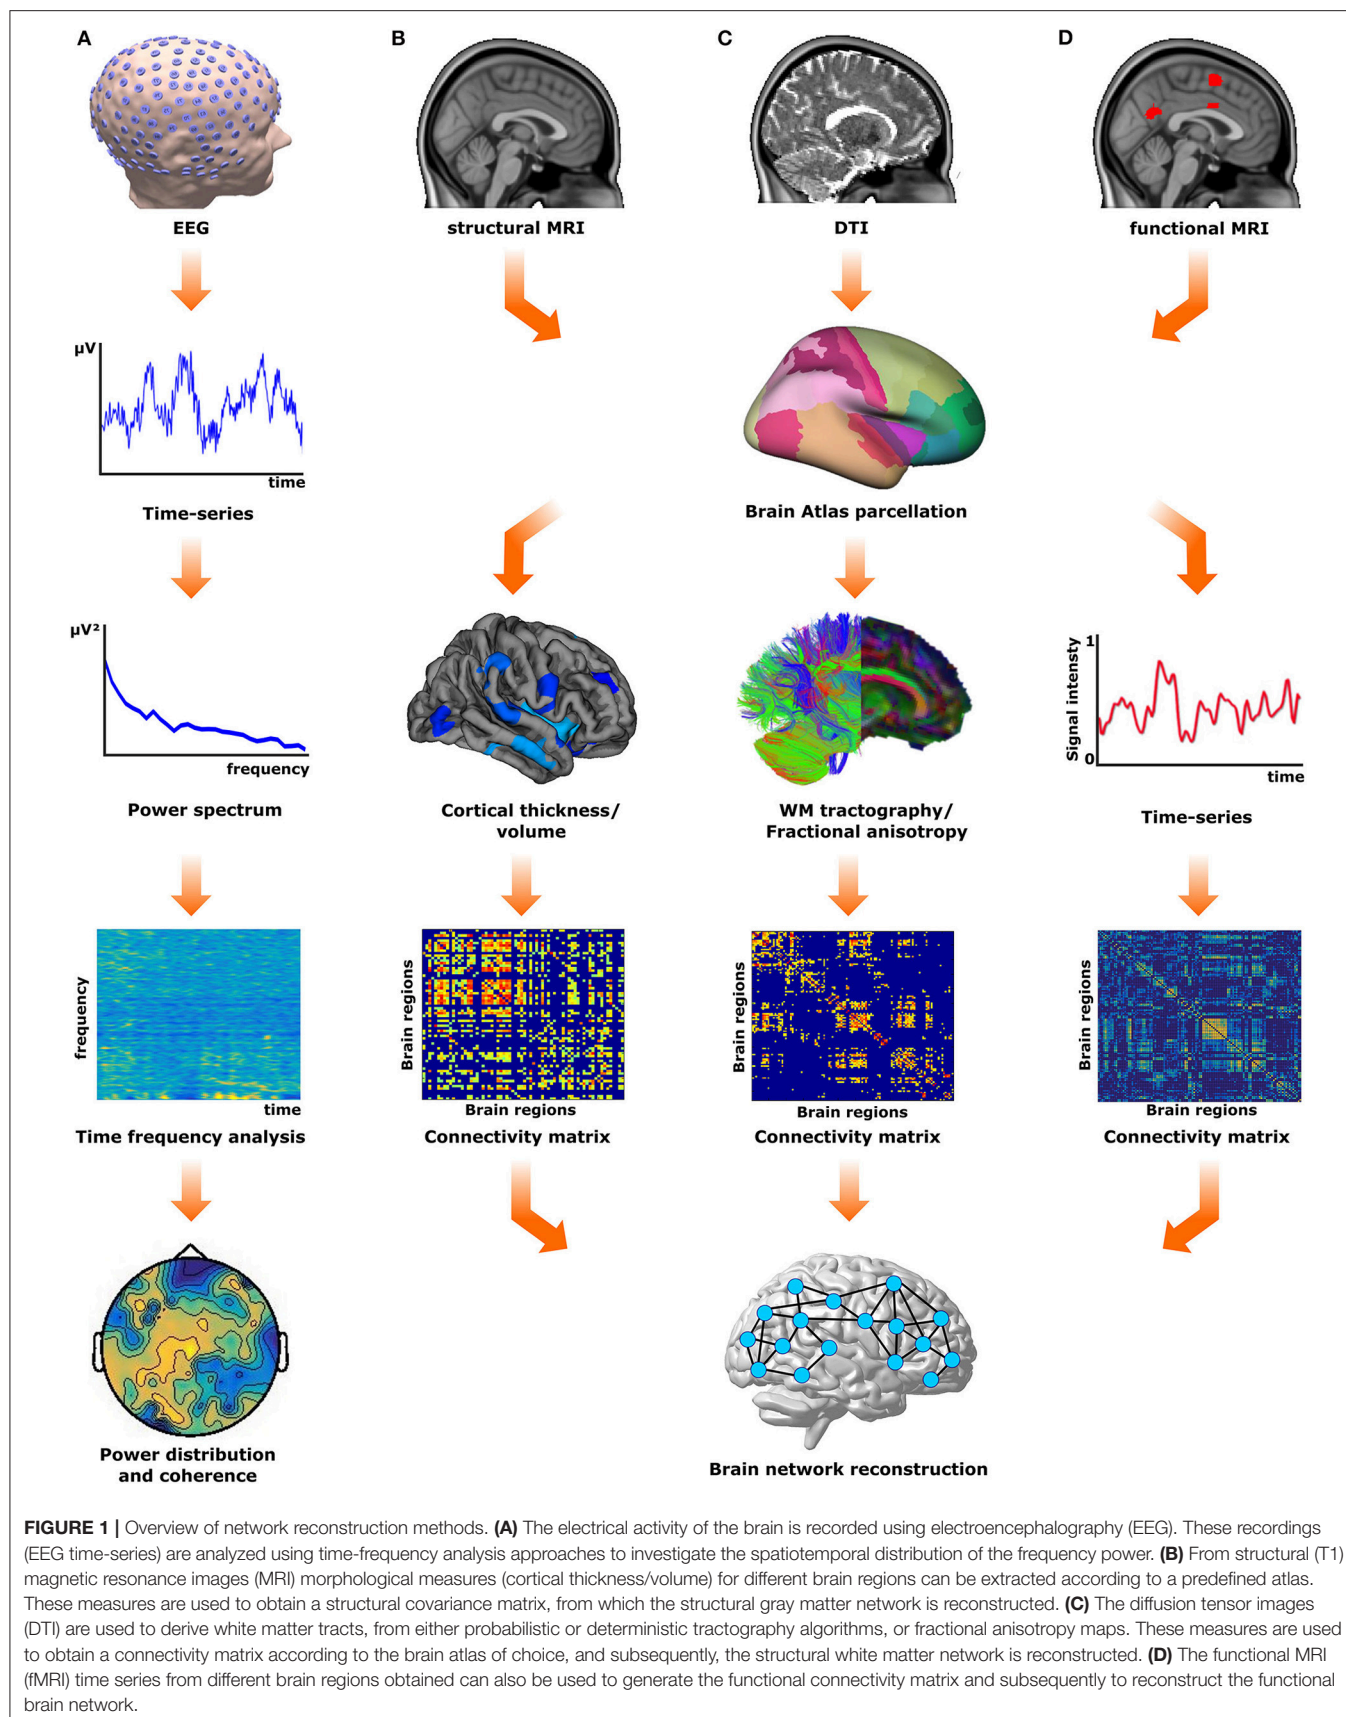 A
B
C
D
EEG
structural MRI
DTI
functional MRI
µV
time
Time-series
Brain Atlas parcellation
µV²
frequency
Power spectrum
Cortical thickness/
volume
WM tractography/
Fractional anisotropy
1
Signal intensty
0
time
Time-series
frequency
time
Time frequency analysis
Brain regions
Brain regions
Connectivity matrix
Brain regions
Brain regions
Connectivity matrix
Brain regions
Brain regions
Connectivity matrix
Power distribution
and coherence
Brain network reconstruction
FIGURE 1 | Overview of network reconstruction methods. (A) The electrical activity of the brain is recorded using electroencephalography (EEG). These recordings
(EEG time-series) are analyzed using time-frequency analysis approaches to investigate the spatiotemporal distribution of the frequency power. (B) From structural (T1)
magnetic resonance images (MRI) morphological measures (cortical thickness/volume) for different brain regions can be extracted according to a predefined atlas.
These measures are used to obtain a structural covariance matrix, from which the structural gray matter network is reconstructed. (C) The diffusion tensor images
(DTI) are used to derive white matter tracts, from either probabilistic or deterministic tractography algorithms, or fractional anisotropy maps. These measures are used
to obtain a connectivity matrix according to the brain atlas of choice, and subsequently, the structural white matter network is reconstructed. (D) The functional MRI
(fMRI) time series from different brain regions obtained can also be used to generate the functional connectivity matrix and subsequently to reconstruct the functional
brain network.